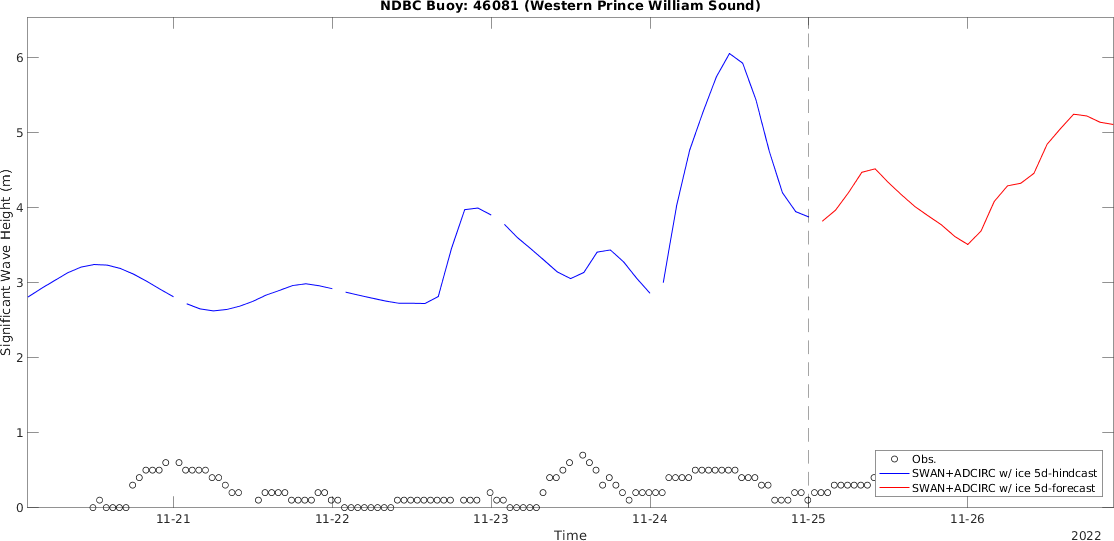 NDBC Buoy: 46081 (Western Prince William Sound)
Significant Wave Height (m)
6
5
4
3
2
1
0
Obs.
SWAN+ADCIRC w/ ice 5d-hindcast
SWAN+ADCIRC w/ ice 5d-forecast
11-21 11-22 11-23 11-24 11-25 11-26
Time
2022